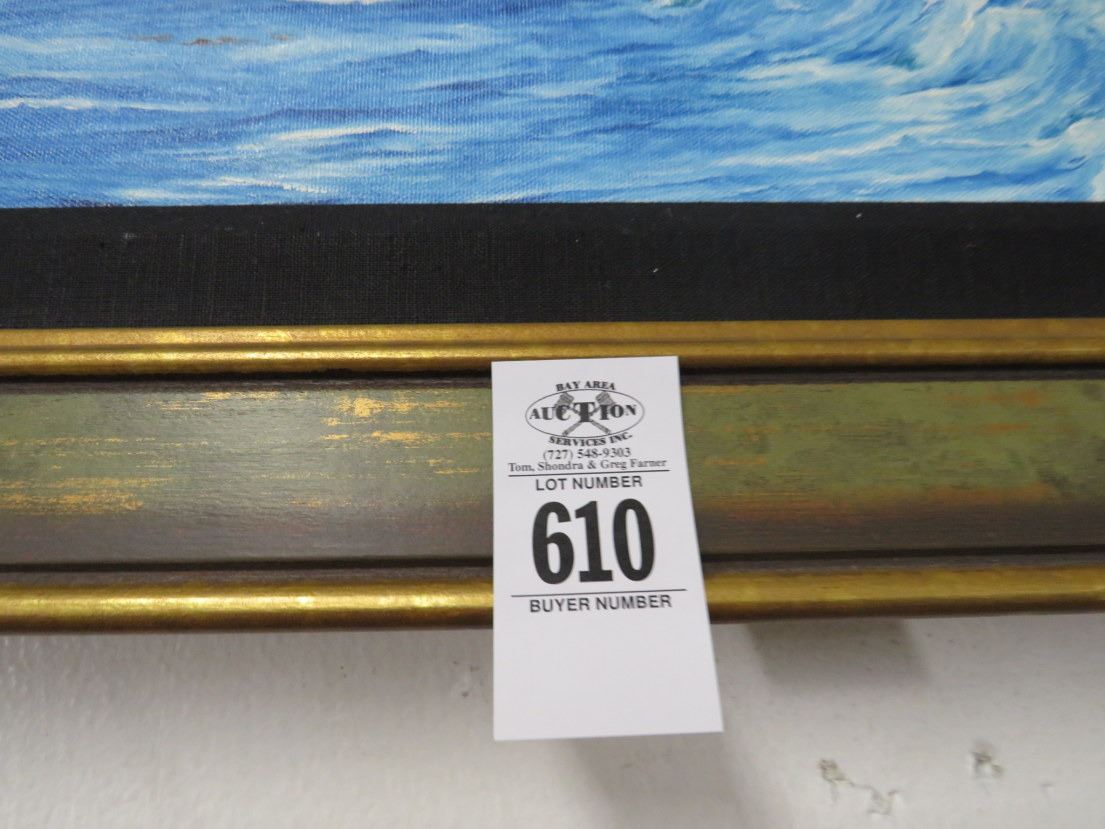 BAY AREA
AUCTION
SERVICES INC.
(727) 548-9303
Tom, Shondra & Greg Farner
LOT NUMBER
610
BUYER NUMBER